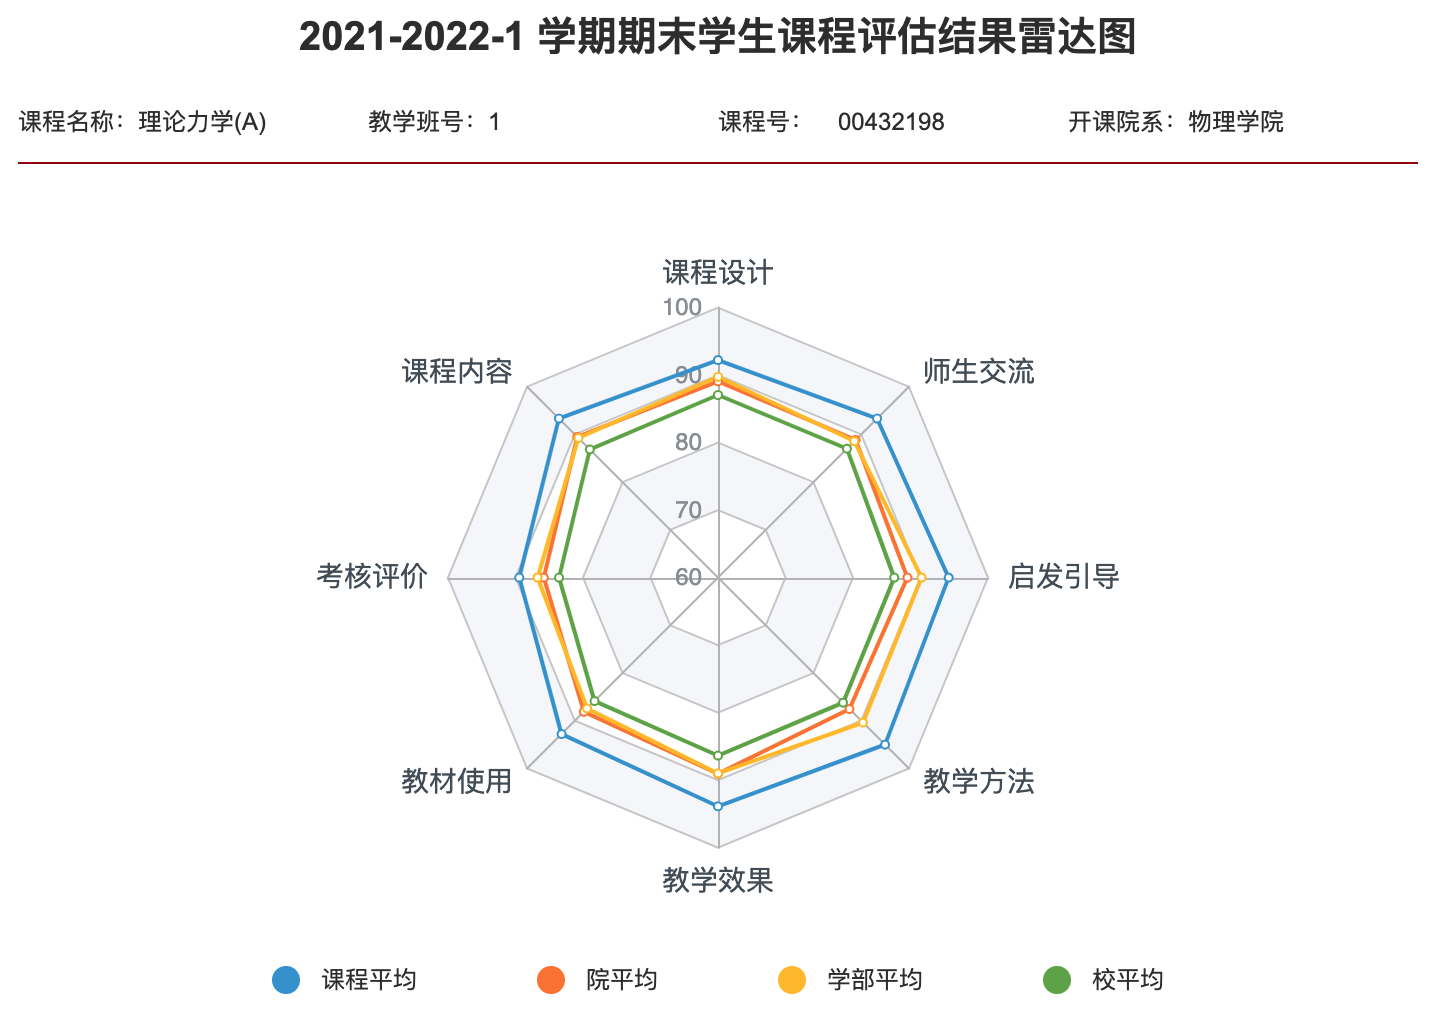 2021-2022-1 学期期末学生课程评估结果雷达图
课程名称：理论力学(A) 教学班号：1 课程号： 00432198 开课院系：物理学院
课程设计
100
课程内容 90 师生交流
80
70
考核评价 60 启发引导
教材使用 教学方法
教学效果
课程平均 院平均 学部平均 校平均